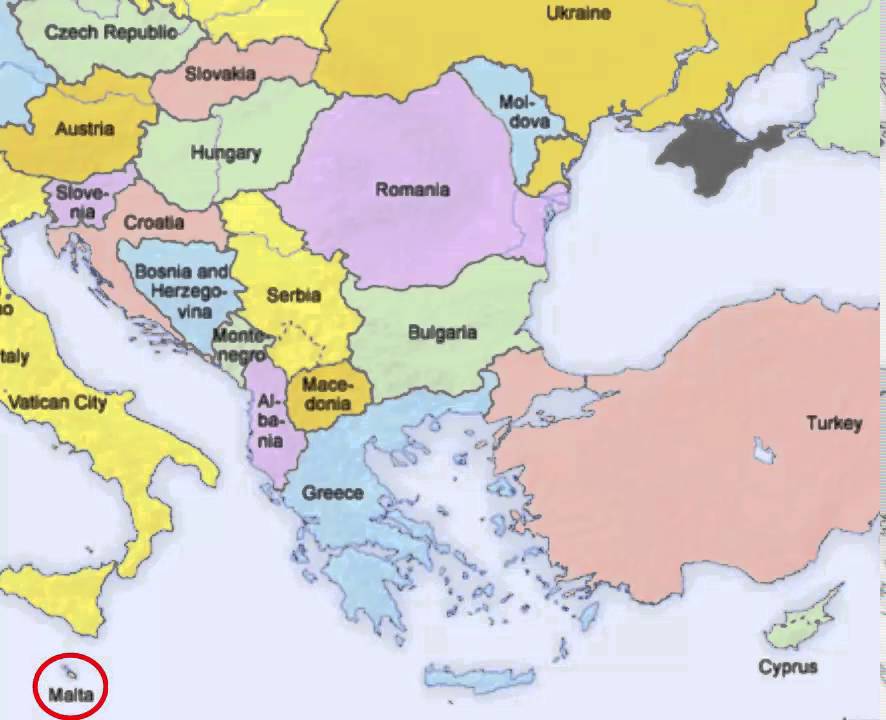 Ukraine
Czech Republic
Slovakia
Mol-
dova
Austria
Hungary
Romania
Slove-
nia
Croatia
Bosnia and
Herzego-
vina
Serbia
no
Monte-
negro
Bulgaria
taly
Mace-
donia
Vatican City
Al-
ba-
nia
Turkey
Greece
Cyprus
Malta